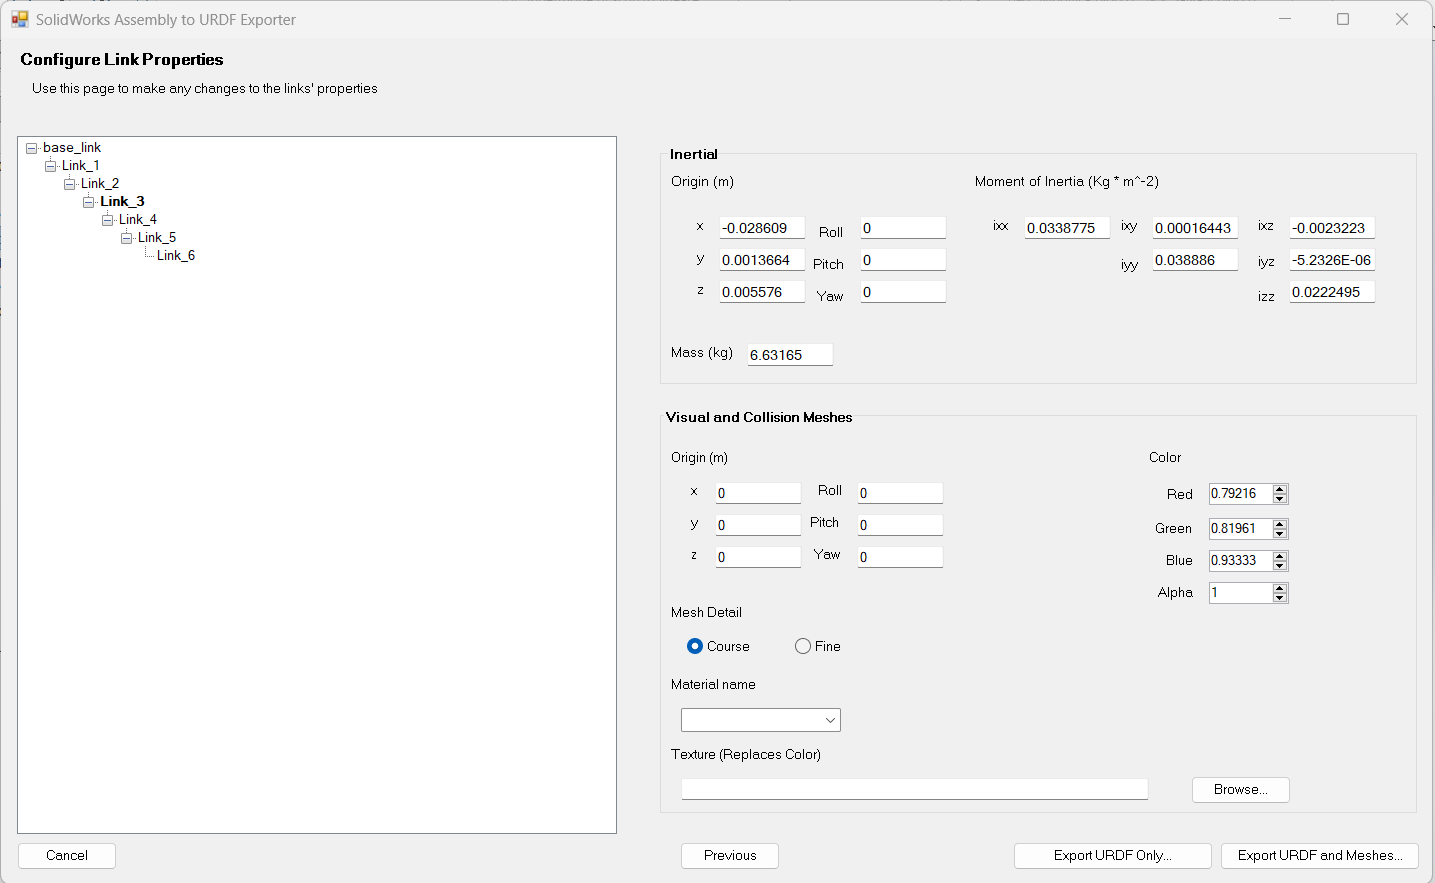 SolidWorks Assembly to URDF Exporter
Configure Link Properties
Use this page to make any changes to the links' properties
base_link
Link_1
Link_2
Link_3
Link_4
Link_5
Link_6
Inertial
Origin (m)
Moment of Inertia (Kg * m^-2)
x -0.028609 Roll 0 ixx 0.0338775 ixy 0.00016443 ixz -0.0023223
y 0.0013664 Pitch 0 iyy 0.038886 iyz -5.2326E-06
z 0.005576 Yaw 0 izz 0.0222495
Mass (kg) 6.63165
Visual and Collision Meshes
Origin (m)
Color
x 0 Roll 0 Red 0.79216
y 0 Pitch 0 Green 0.81961
z 0 Yaw 0 Blue 0.93333
Alpha 1
Mesh Detail
Course Fine
Material name
Texture (Replaces Color)
Browse...
Cancel Previous Export URDF Only... Export URDF and Meshes...